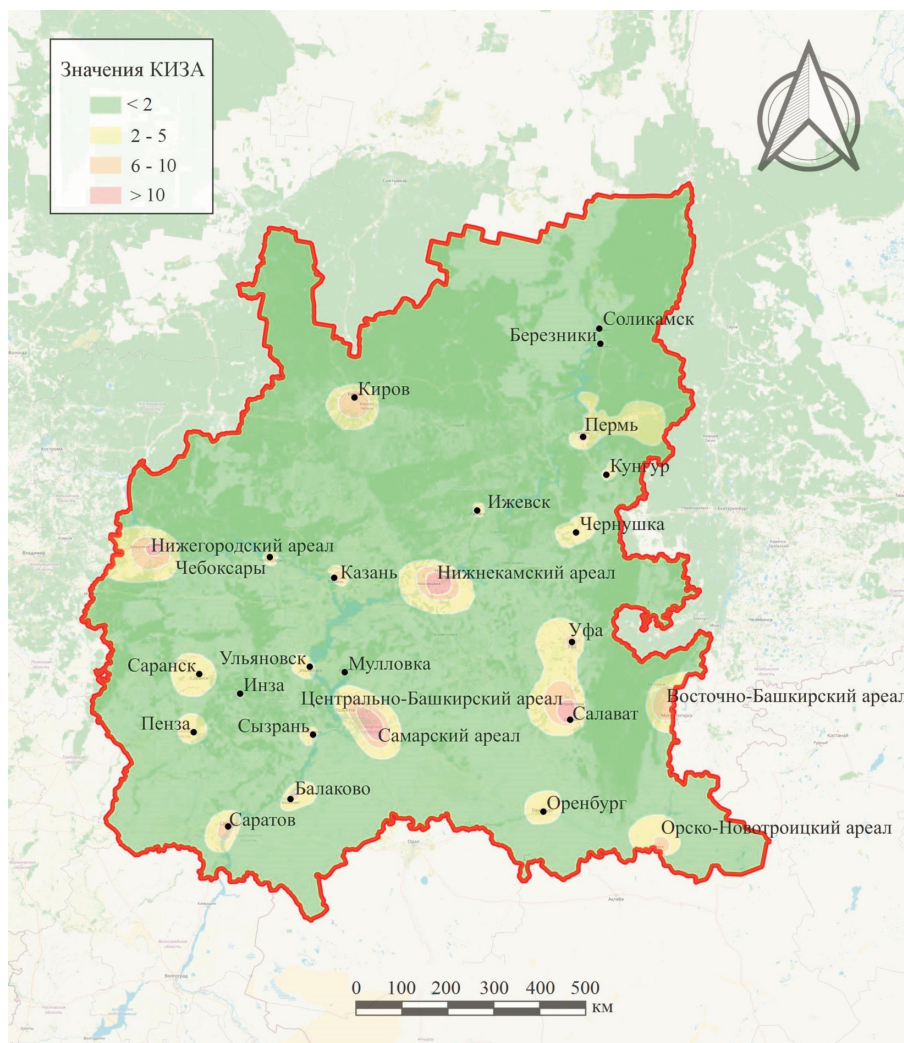 Значения КИЗА
< 2
2 - 5
6 - 10
> 10
Соликамск
Березники
Киров
Пермь
Кунгур
Ижевск
Чернушка
Нижегородский ареал
Чебоксары
Казань
Нижнекамский ареал
Уфа
Ульяновск
Мулловка
Саранск
Инза
Центрально-Башкирский ареал
Восточно-Башкирский ареал
Салават
Пенза
Сызрань
Самарский ареал
Балаково
Оренбург
Саратов
Орско-Новотроицкий ареал
0 100 200 300 400 500
км